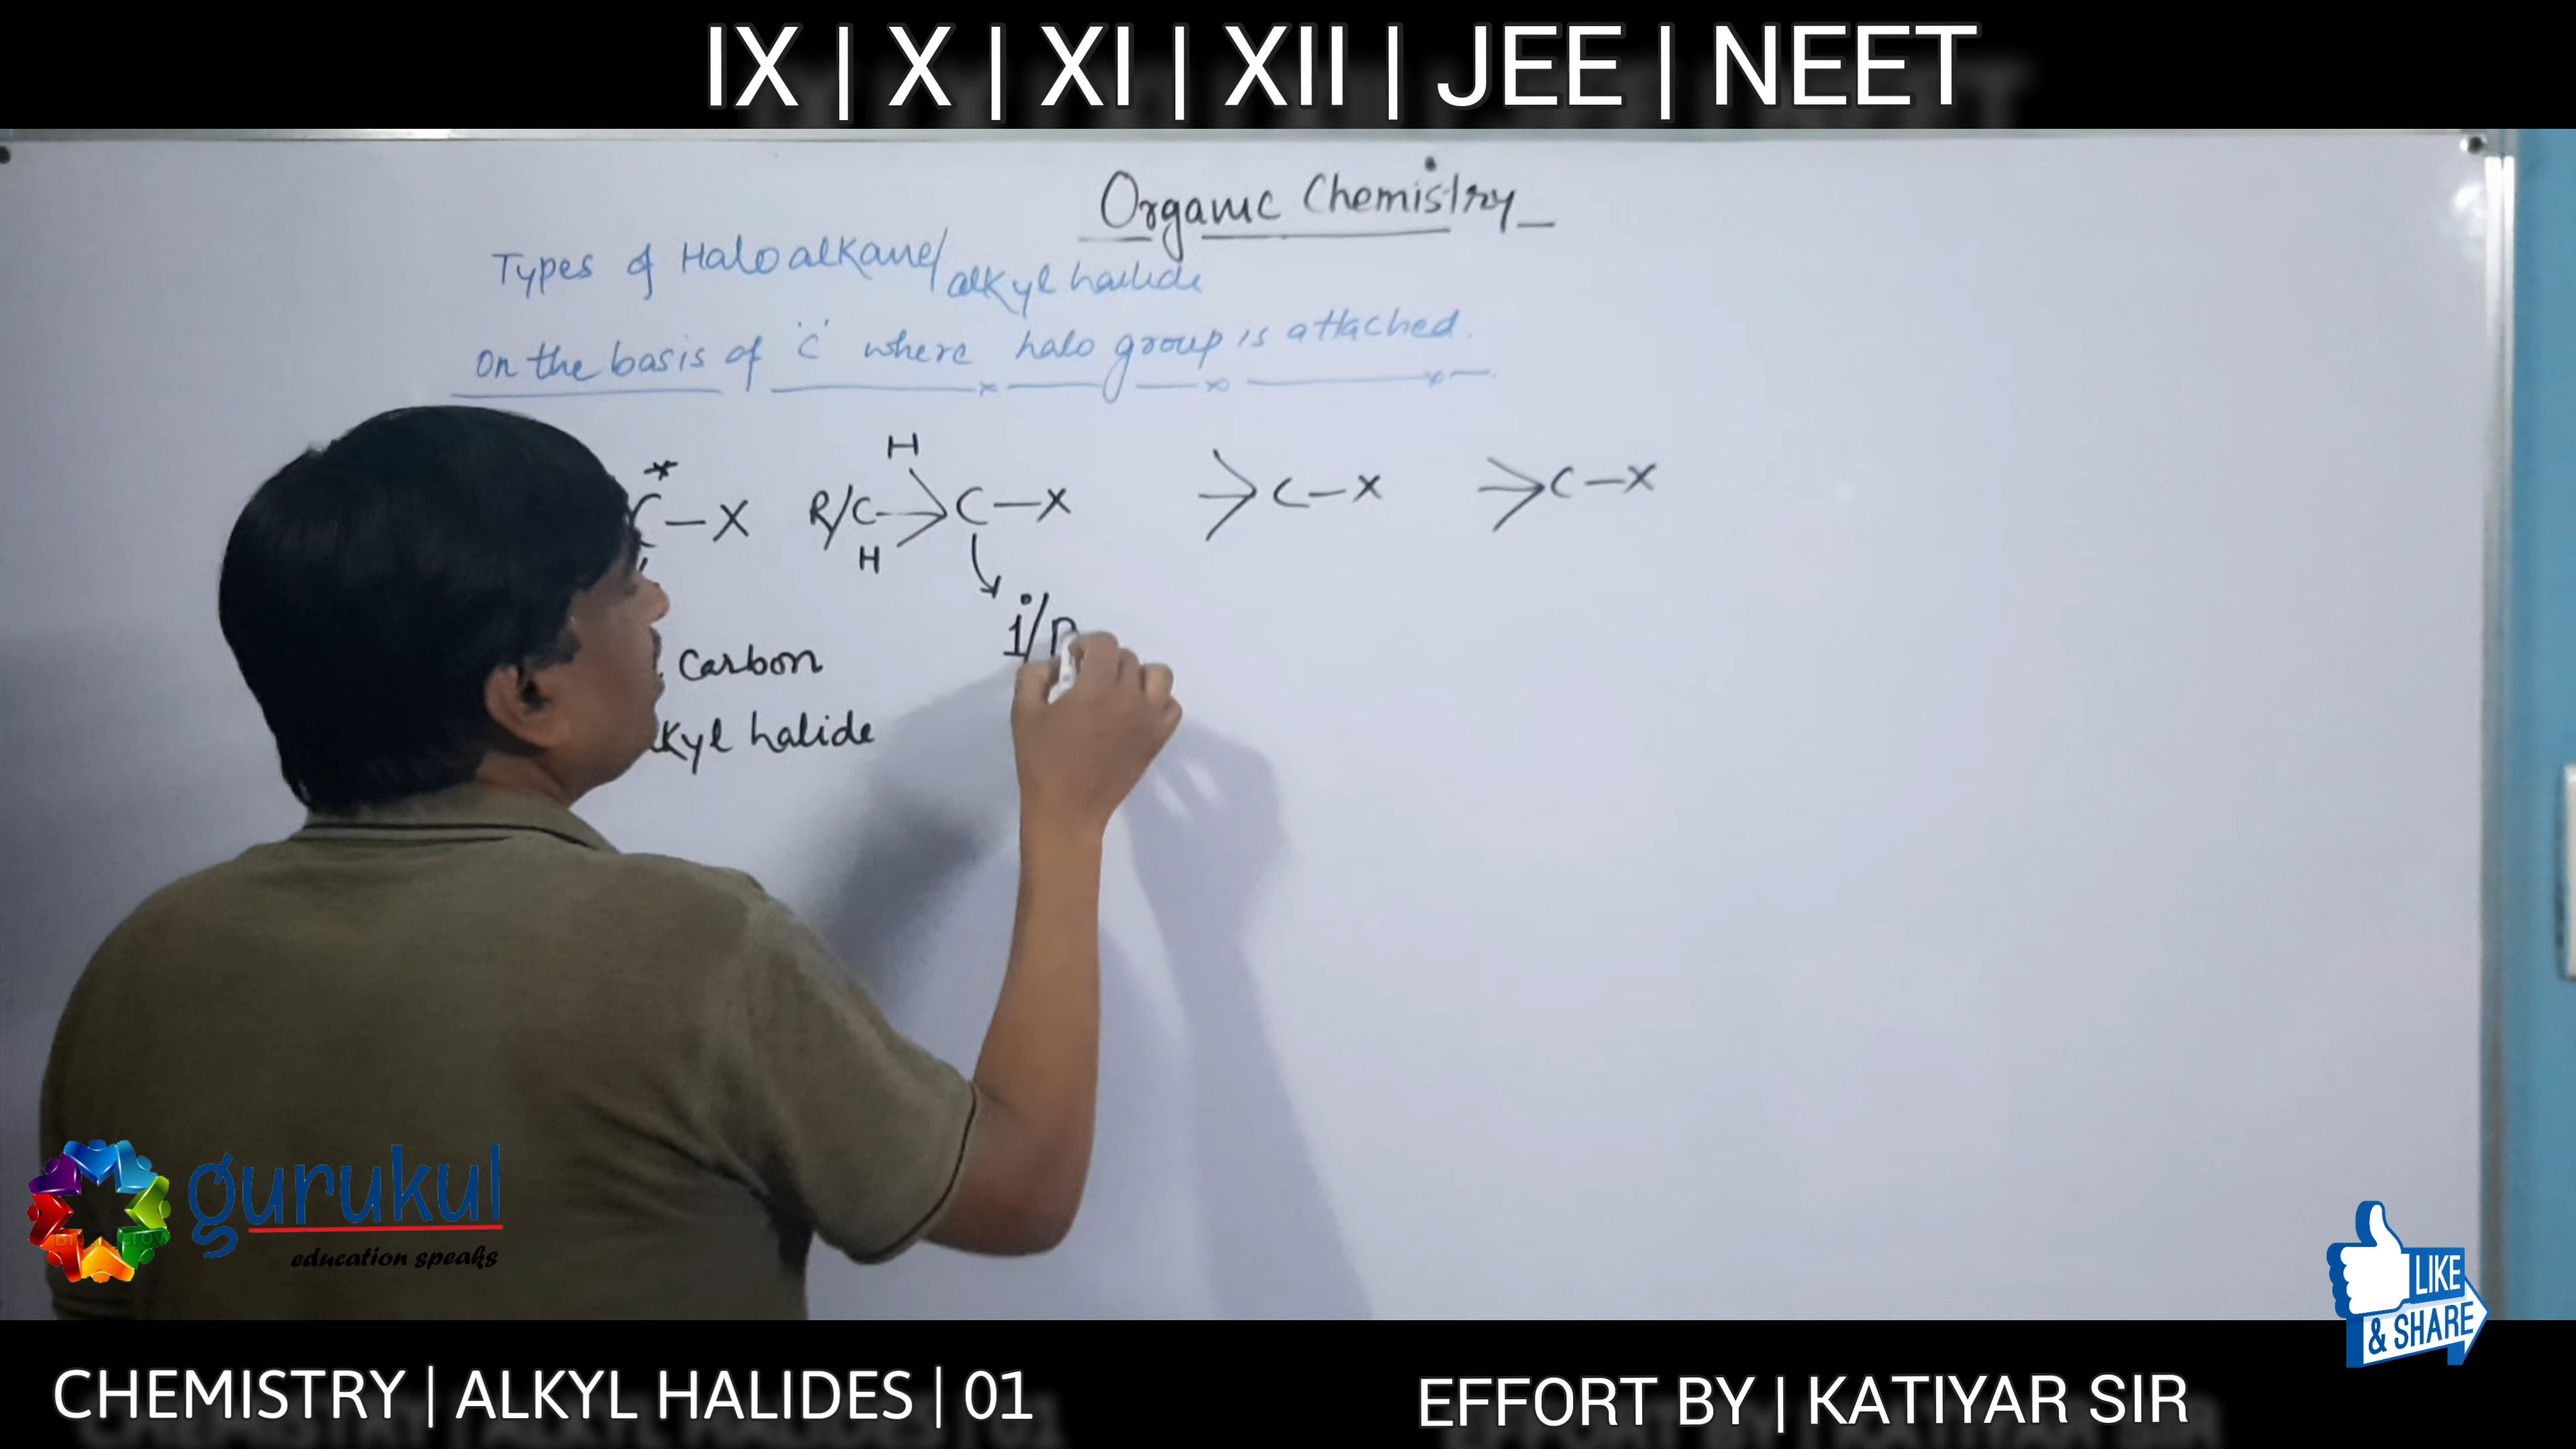 IX | X | XI | XII | JEE | NEET
Organic Chemistry
Types of Haloalkane/alkyl halide
On the basis of 'C' where halo group is attached.
*
C-X
H
R/C
H
C-X
C-X
C-X
1°/P
Carbon
kyl halide
gurukul
education speaks
LIKE
& SHARE
CHEMISTRY | ALKYL HALIDES | 01
EFFORT BY | KATIYAR SIR